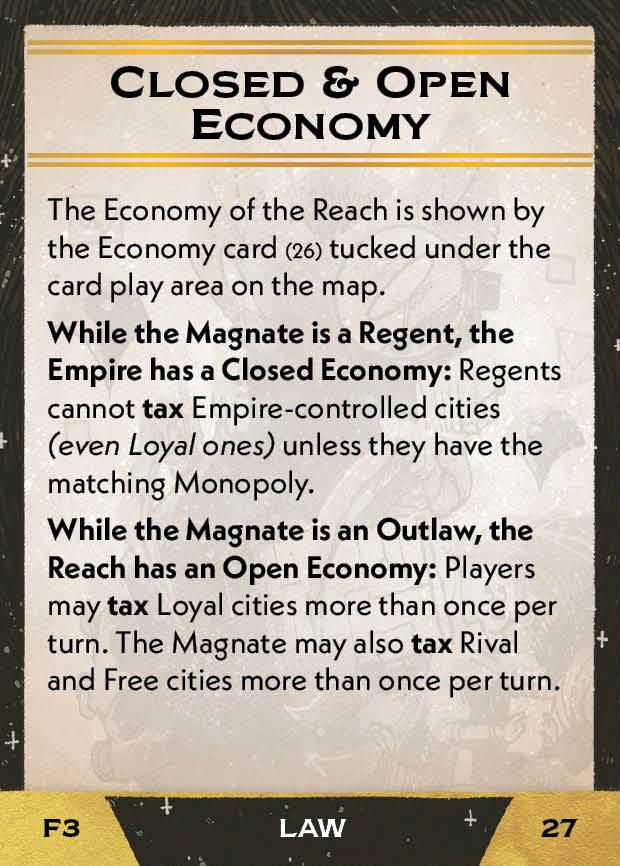 Closed & Open
Economy
The Economy of the Reach is shown by
the Economy card (26) tucked under the
card play area on the map.
While the Magnate is a Regent, the
Empire has a Closed Economy: Regents
cannot tax Empire-controlled cities
(even Loyal ones) unless they have the
matching Monopoly.
While the Magnate is an Outlaw, the
Reach has an Open Economy: Players
may tax Loyal cities more than once per
turn. The Magnate may also tax Rival
and Free cities more than once per turn.
F3 LAW 27